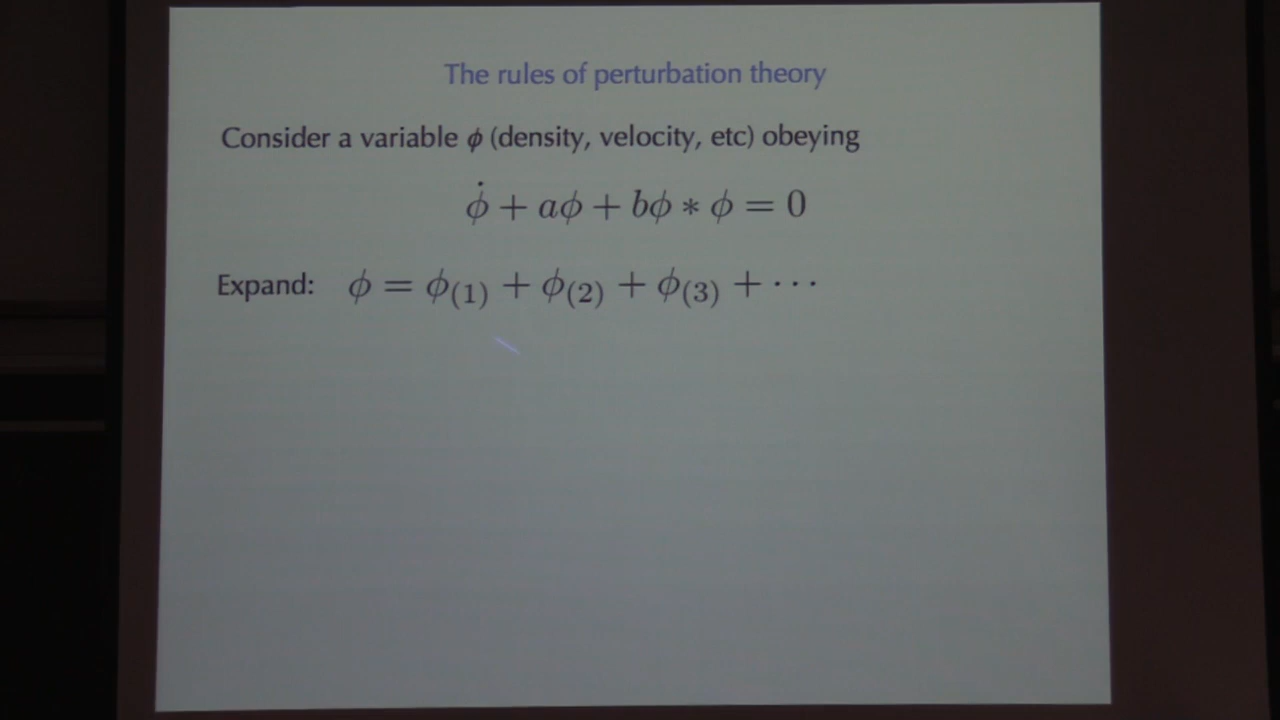 The rules of perturbation theory
Consider a variable ϕ (density, velocity, etc) obeying
ϕ̇ + aϕ + bϕ ∗ ϕ = 0
Expand: ϕ = ϕ₍₁₎ + ϕ₍₂₎ + ϕ₍₃₎ + ⋯